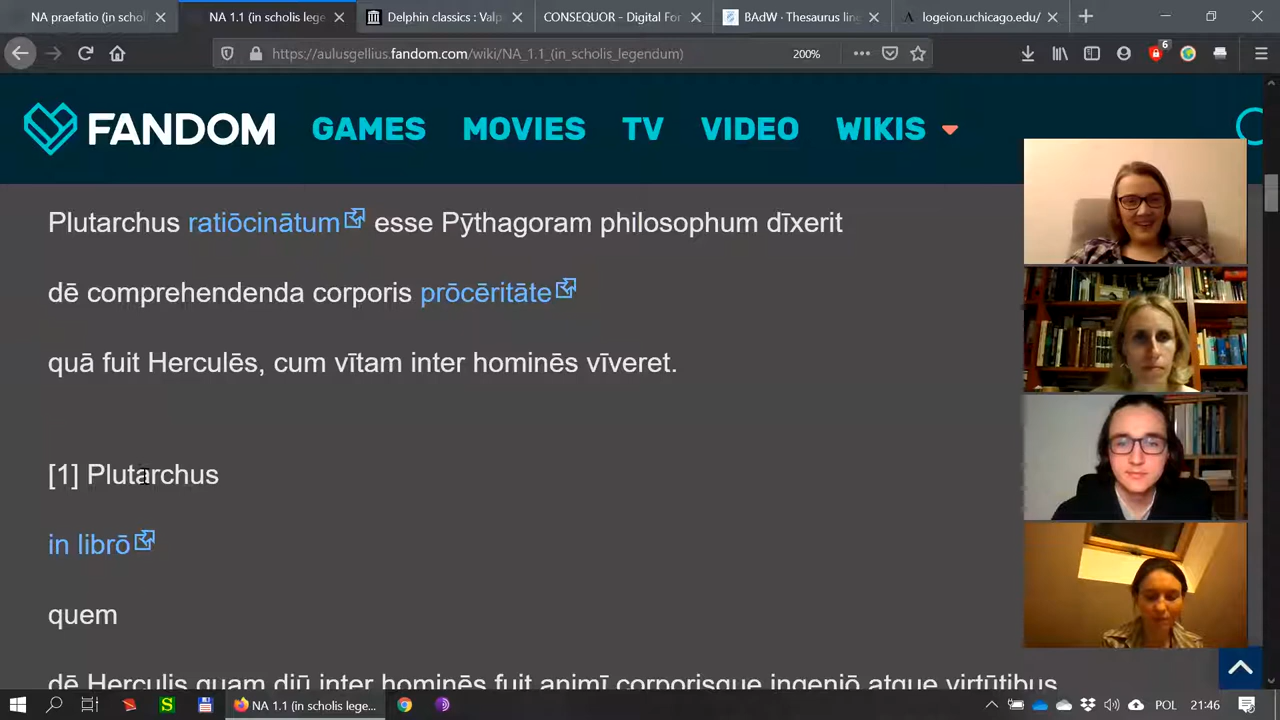 NA praefatio (in schol
NA 1.1 (in scholis lege
Delphin classics : Valp
CONSEQUOR - Digital For
BAdW · Thesaurus ling
logeion.uchicago.edu/
https://aulusgellius.fandom.com/wiki/NA_1.1_(in_scholis_legendum)
200%
6
FANDOM GAMES MOVIES TV VIDEO WIKIS
Plutarchus ratiōcinātum esse Pȳthagoram philosophum dīxerit
dē comprehendenda corporis prōcēritāte
quā fuit Herculēs, cum vītam inter hominēs vīveret.
[1] Plutarchus
in librō
quem
dē Herculis quam diū inter hominēs fuit animī corporisque ingeniō atque virtūtibus
NA 1.1 (in scholis lege...
POL
21:46